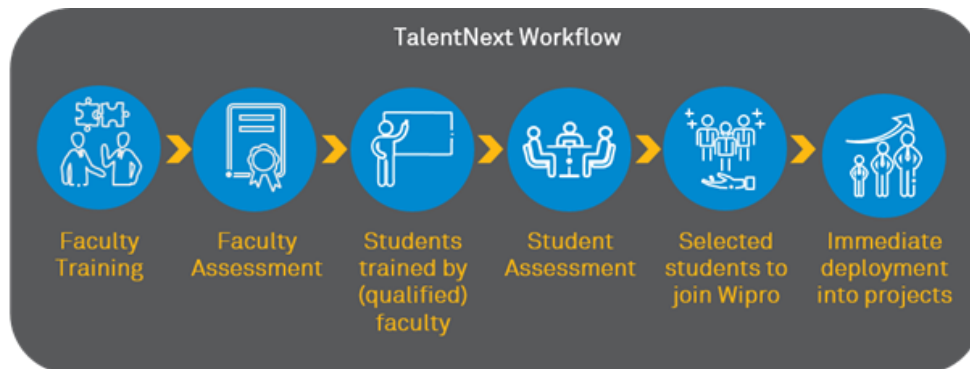 TalentNext Workflow
Faculty
Training
Faculty
Assessment
Students
trained by
(qualified)
faculty
Student
Assessment
Selected
students to
join Wipro
Immediate
deployment
into projects